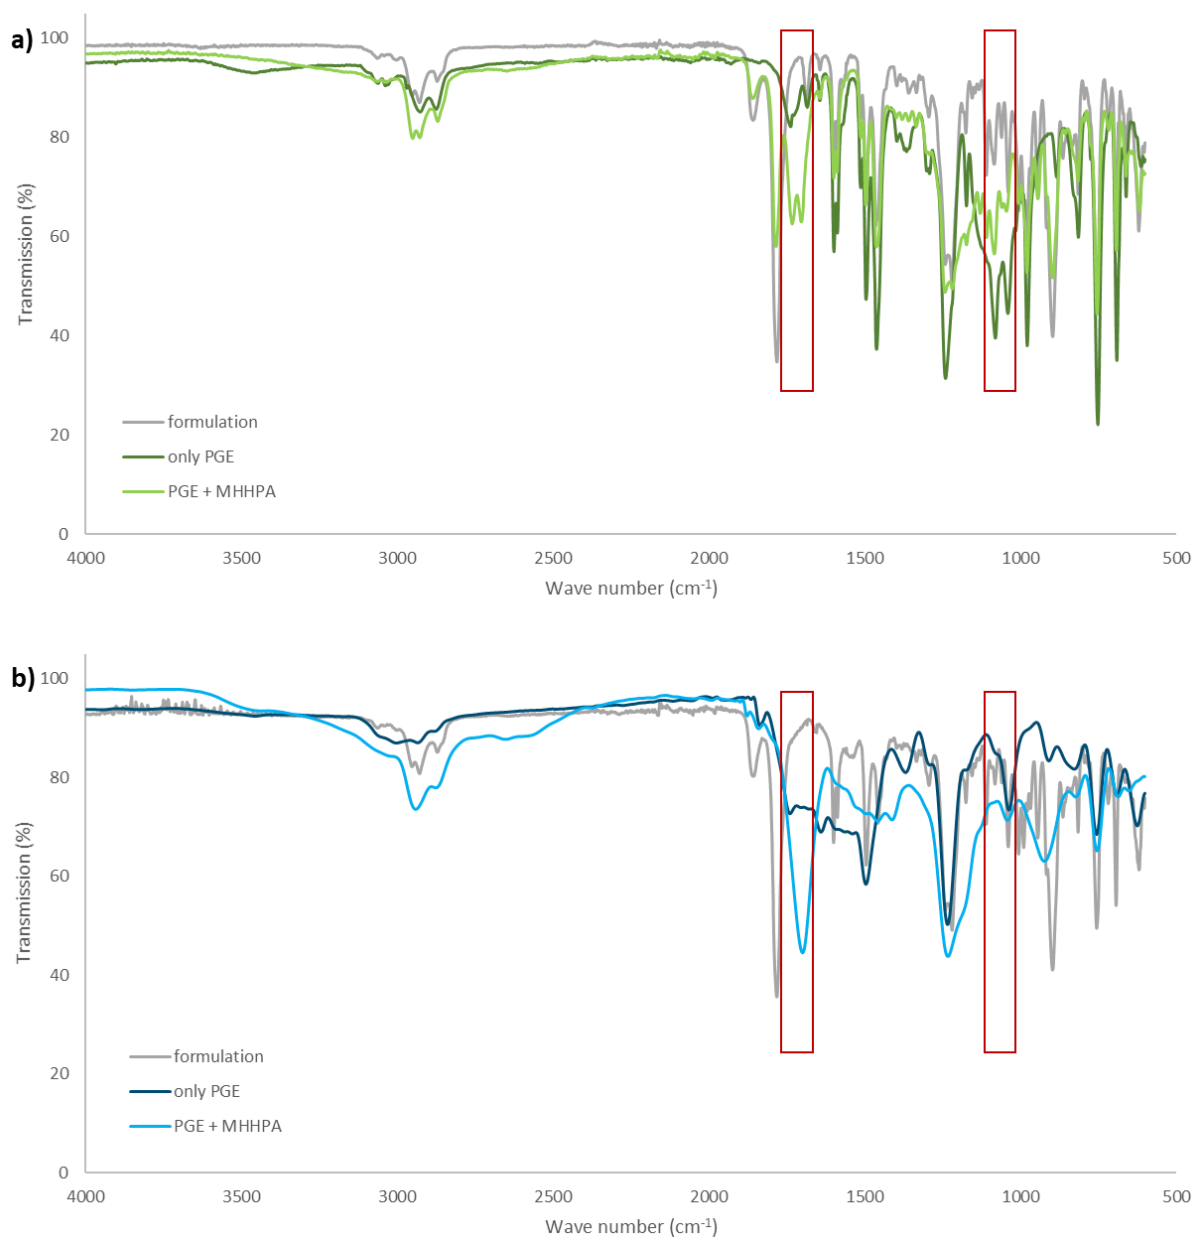 a)
100
80
60
40
20
0
Transmission (%)
formulation
only PGE
PGE + MHHPA
4000 3500 3000 2500 2000 1500 1000 500
Wave number (cm⁻¹)
b)
100
80
60
40
20
0
Transmission (%)
formulation
only PGE
PGE + MHHPA
4000 3500 3000 2500 2000 1500 1000 500
Wave number (cm⁻¹)